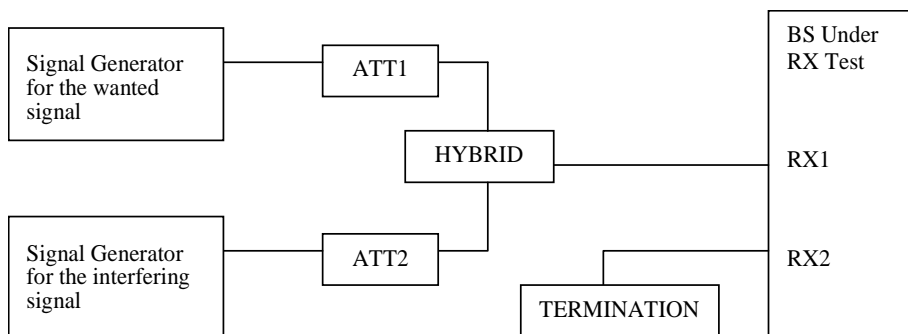 Signal Generator
for the wanted
signal
ATT1
BS Under
RX Test
HYBRID
RX1
Signal Generator
for the interfering
signal
ATT2
RX2
TERMINATION